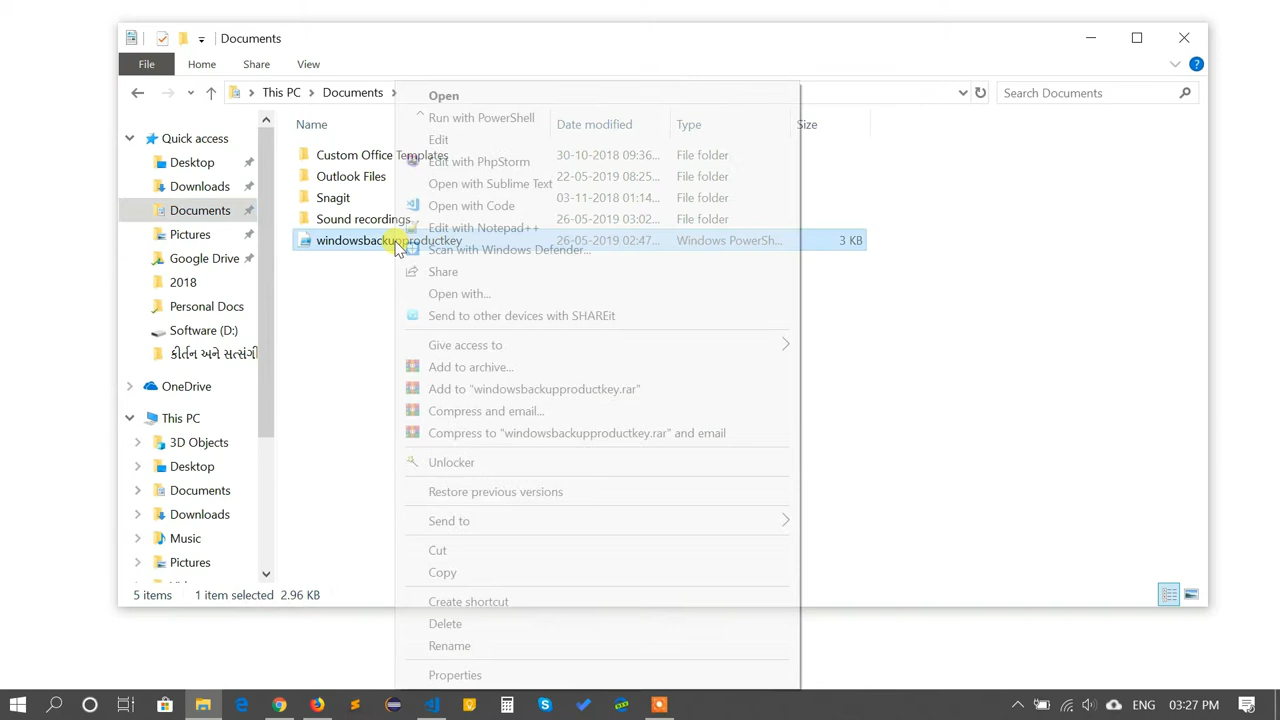 Documents
File Home Share View
This PC Documents Search Documents
Name Date modified Type Size
Quick access
Desktop
Downloads
Documents
Pictures
Google Drive
2018
Personal Docs
Software (D:)
કીર્તન અને સત્સંગી
OneDrive
This PC
3D Objects
Desktop
Documents
Downloads
Music
Pictures
Custom Office Templates 30-10-2018 09:36... File folder
Outlook Files 22-05-2019 08:25... File folder
Snagit 03-11-2018 01:14... File folder
Sound recordings 26-05-2019 03:02... File folder
windowsbackupproductkey 26-05-2019 02:47... Windows PowerSh... 3 KB
Open
Run with PowerShell
Edit
Edit with PhpStorm
Open with Sublime Text
Open with Code
Edit with Notepad++
Scan with Windows Defender...
Share
Open with...
Send to other devices with SHAREit
Give access to
Add to archive...
Add to "windowsbackupproductkey.rar"
Compress and email...
Compress to "windowsbackupproductkey.rar" and email
Unlocker
Restore previous versions
Send to
Cut
Copy
Create shortcut
Delete
Rename
Properties
5 items 1 item selected 2.96 KB
ENG 03:27 PM